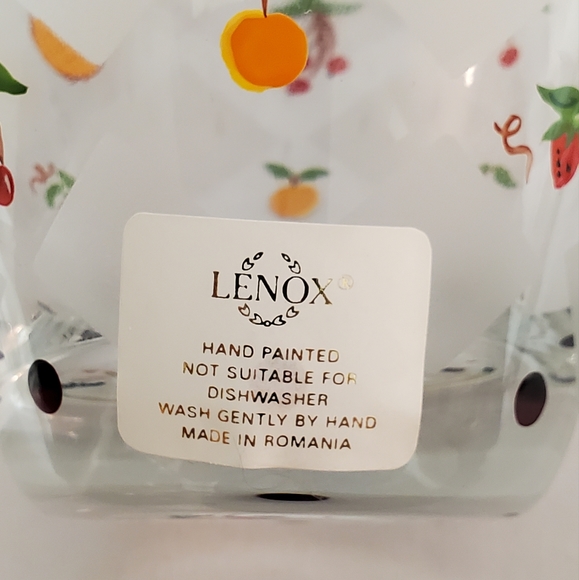 LENOX®
HAND PAINTED
NOT SUITABLE FOR
DISHWASHER
WASH GENTLY BY HAND
MADE IN ROMANIA